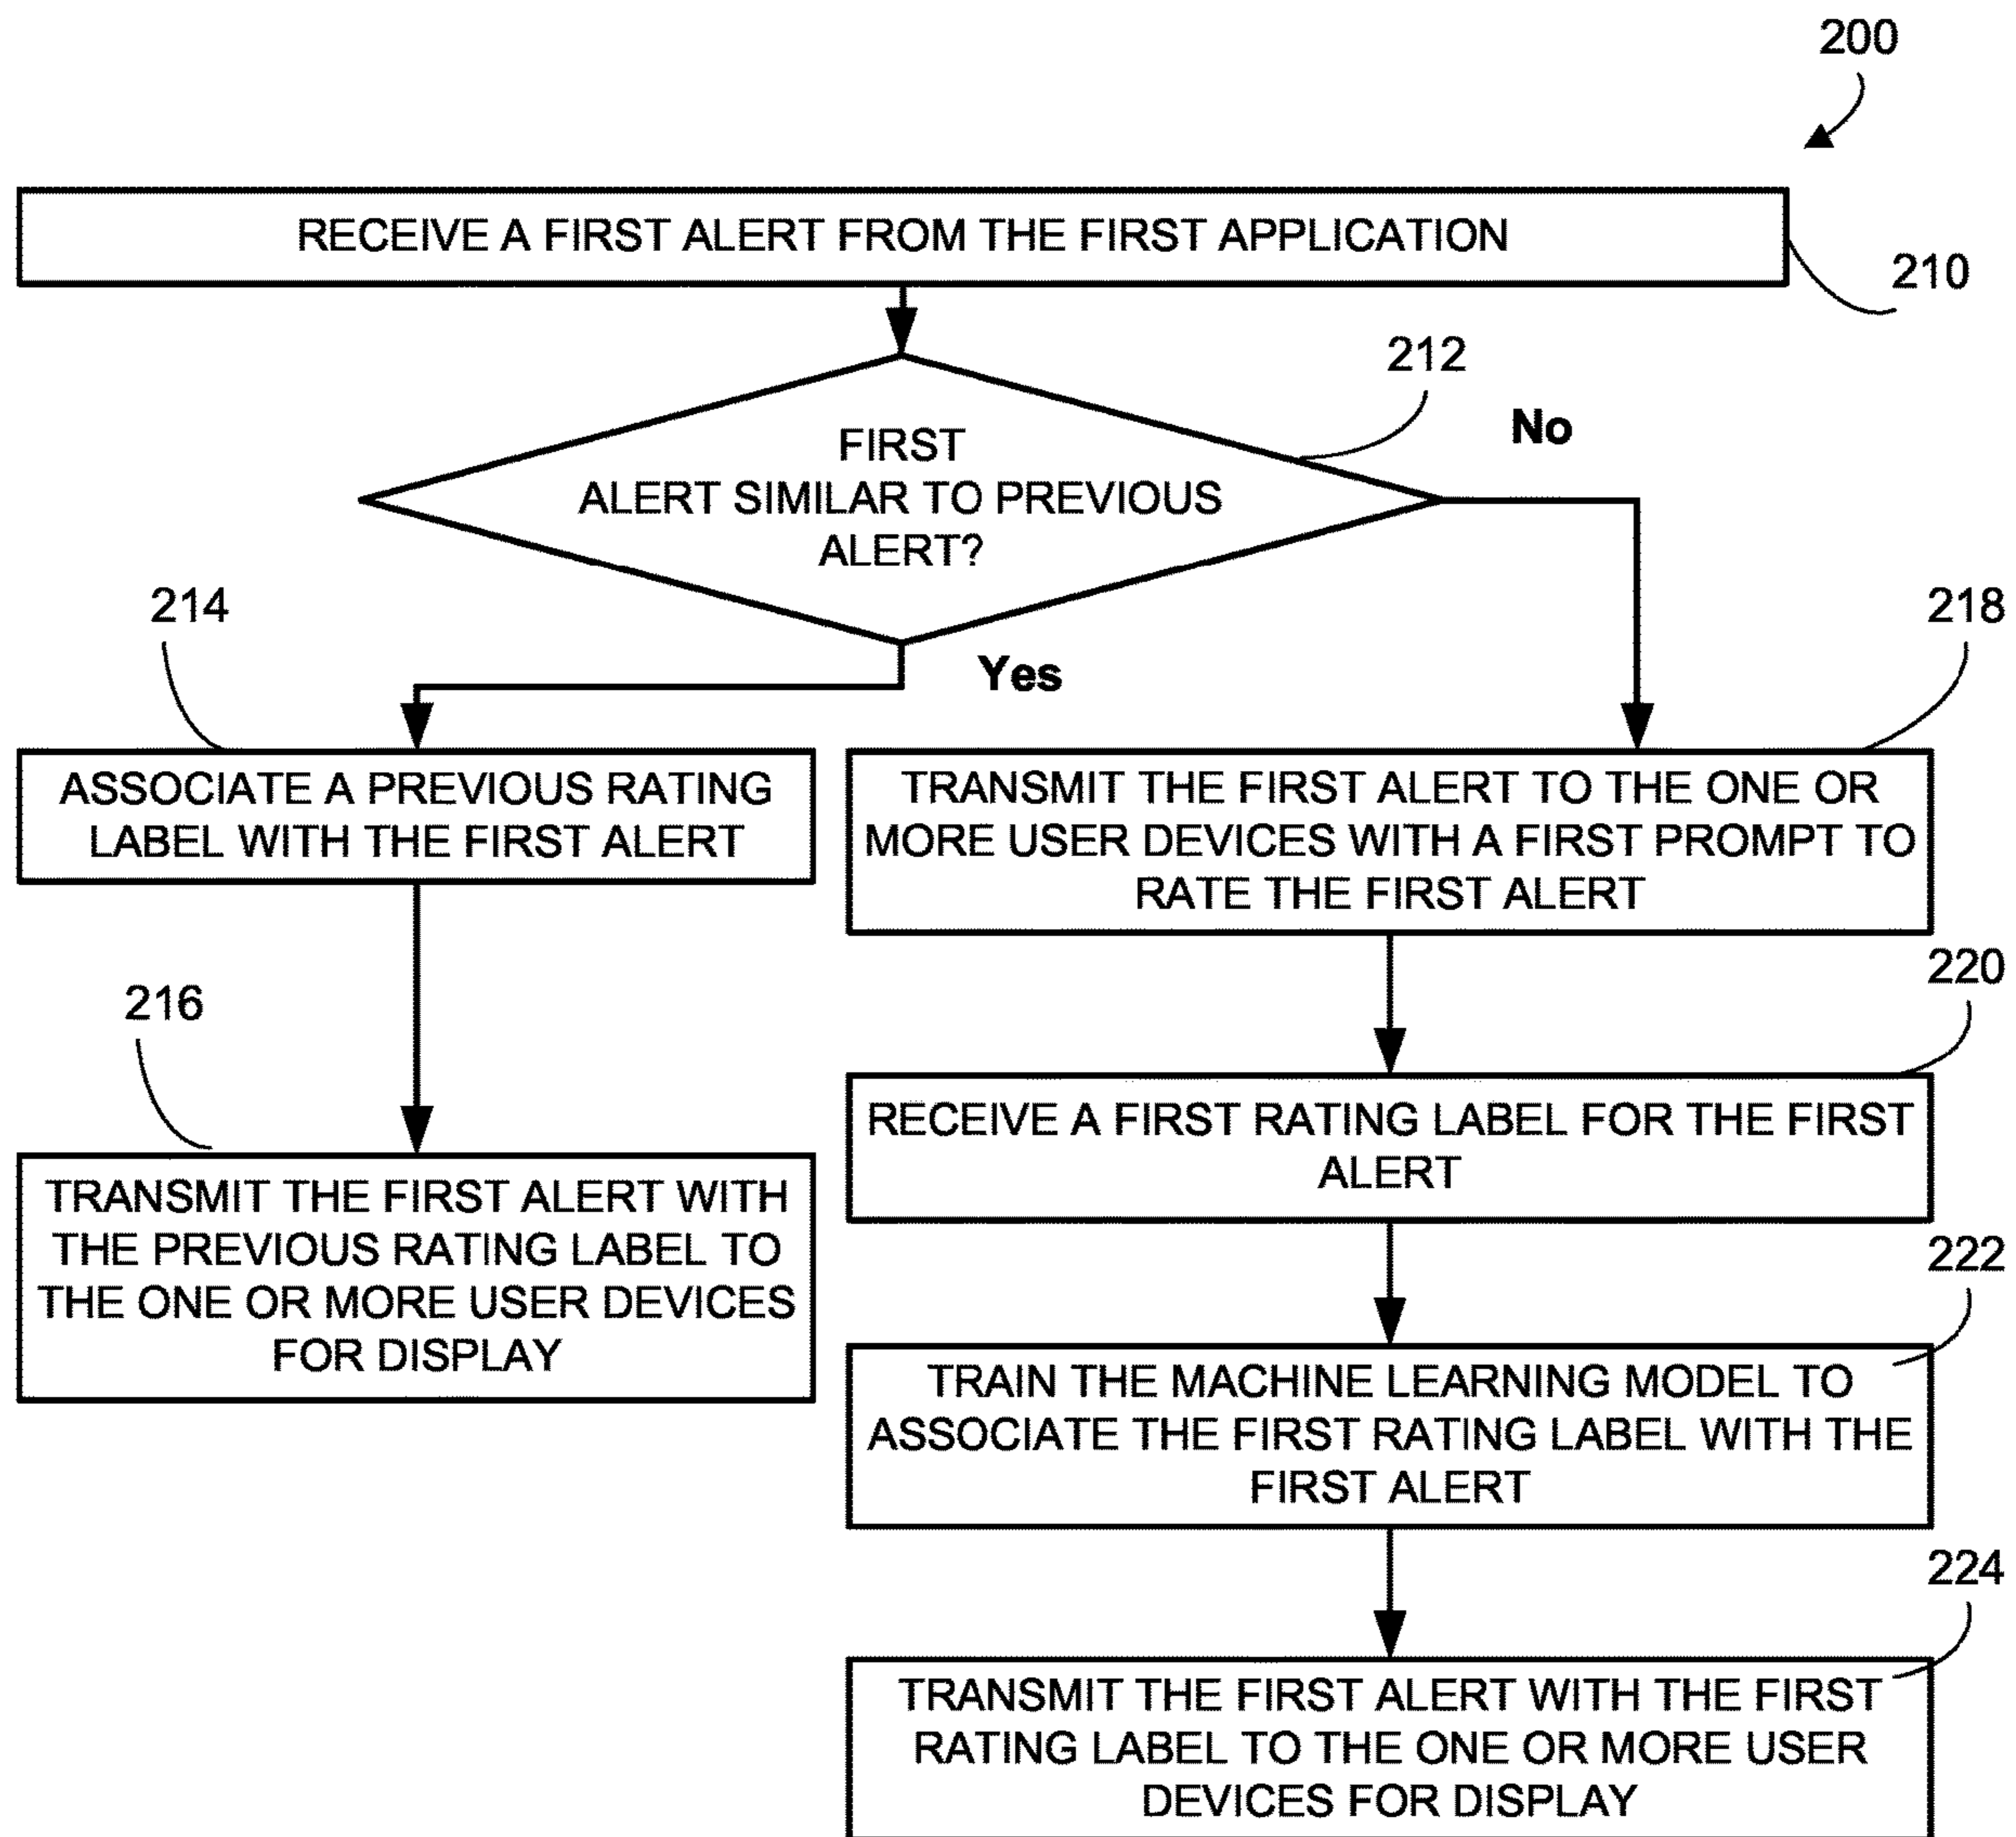 200
RECEIVE A FIRST ALERT FROM THE FIRST APPLICATION
210
212
FIRST
ALERT SIMILAR TO PREVIOUS
ALERT?
No
Yes
214
ASSOCIATE A PREVIOUS RATING
LABEL WITH THE FIRST ALERT
216
TRANSMIT THE FIRST ALERT WITH
THE PREVIOUS RATING LABEL TO
THE ONE OR MORE USER DEVICES
FOR DISPLAY
218
TRANSMIT THE FIRST ALERT TO THE ONE OR
MORE USER DEVICES WITH A FIRST PROMPT TO
RATE THE FIRST ALERT
220
RECEIVE A FIRST RATING LABEL FOR THE FIRST
ALERT
222
TRAIN THE MACHINE LEARNING MODEL TO
ASSOCIATE THE FIRST RATING LABEL WITH THE
FIRST ALERT
224
TRANSMIT THE FIRST ALERT WITH THE FIRST
RATING LABEL TO THE ONE OR MORE USER
DEVICES FOR DISPLAY